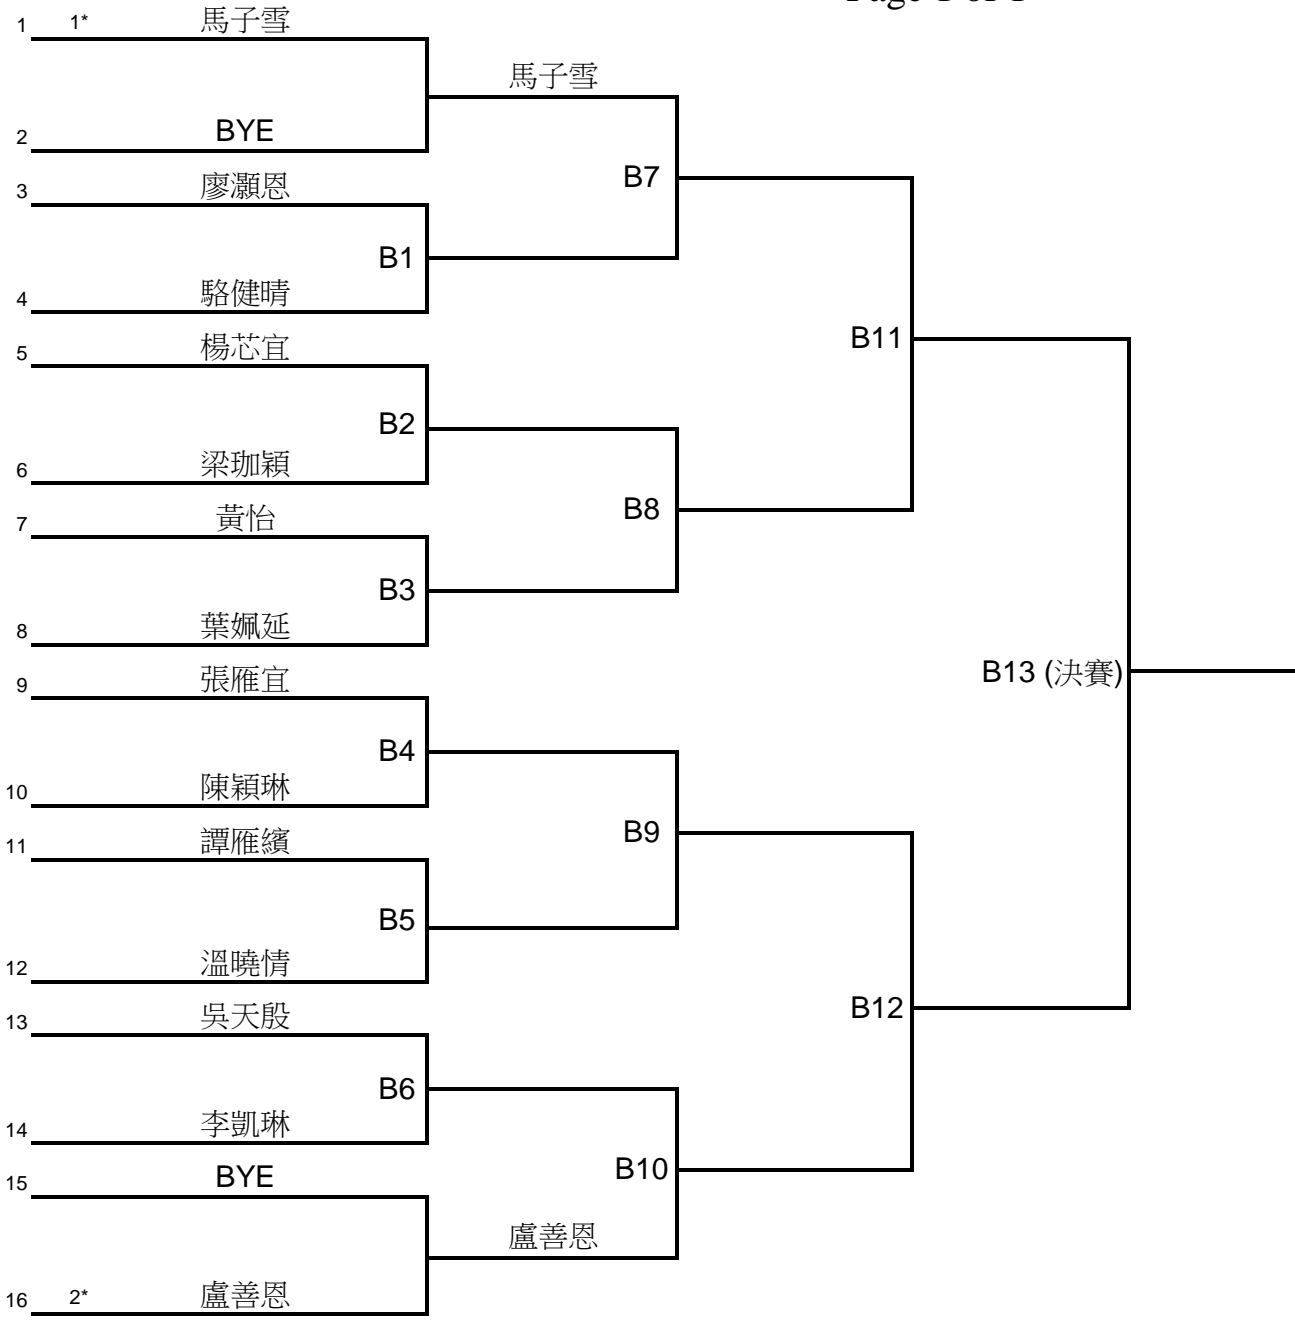 Page 1 of 1
1 1* 馬子雪
馬子雪
2 BYE
B7
3 廖灝恩
B1
4 駱健晴
B11
5 楊芯宜
B2
6 梁珈穎
B8
7 黃怡
B3
8 葉姵延
B13 (決賽)
9 張雁宜
B4
10 陳穎琳
B9
11 譚雁繽
B5
12 溫曉情
B12
13 吳天殷
B6
14 李凱琳
B10
15 BYE
盧善恩
16 2* 盧善恩